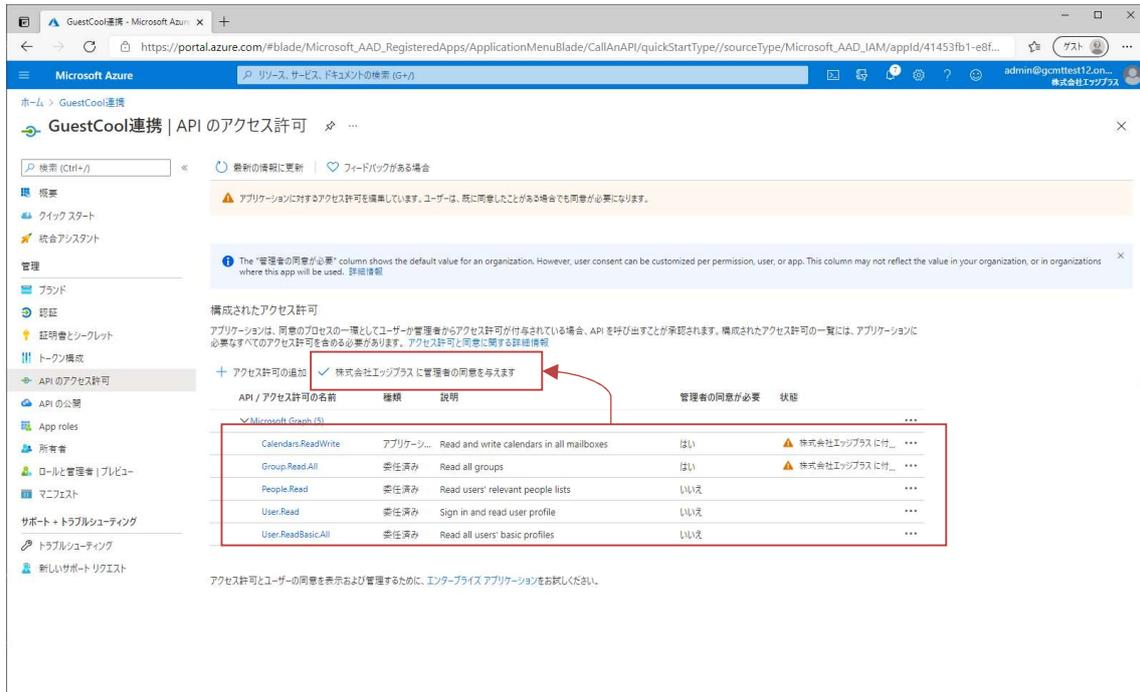 GuestCool連携 - Microsoft Azure
https://portal.azure.com/#blade/Microsoft_AAD_RegisteredApps/ApplicationMenuBlade/CallAnAPI/quickStartType//sourceType/Microsoft_AAD_IAM/appId/41453fb1-e8f...
ゲスト
Microsoft Azure
リソース、サービス、ドキュメントの検索 (G+/)
7
admin@gcmttest12.on...
株式会社エッジプラス
ホーム > GuestCool連携
GuestCool連携 | API のアクセス許可
検索 (Ctrl+/)
概要
クイック スタート
統合アシスタント
管理
ブランド
認証
証明書とシークレット
トークン構成
API のアクセス許可
API の公開
App roles
所有者
ロールと管理者 | プレビュー
マニフェスト
サポート + トラブルシューティング
トラブルシューティング
新しいサポート リクエスト
最新の情報に更新
フィードバックがある場合
アプリケーションに対するアクセス許可を編集しています。ユーザーは、既に同意したことがある場合でも同意が必要になります。
The "管理者の同意が必要" column shows the default value for an organization. However, user consent can be customized per permission, user, or app. This column may not reflect the value in your organization, or in organizations
where this app will be used. 詳細情報
構成されたアクセス許可
アプリケーションは、同意のプロセスの一環としてユーザーか管理者からアクセス許可が付与されている場合、API を呼び出すことが承認されます。構成されたアクセス許可の一覧には、アプリケーションに
必要なすべてのアクセス許可を含める必要があります。アクセス許可と同意に関する詳細情報
アクセス許可の追加 株式会社エッジプラス に管理者の同意を与えます
API / アクセス許可の名前 種類 説明 管理者の同意が必要 状態
Microsoft Graph (5)
Calendars.ReadWrite アプリケーシ... Read and write calendars in all mailboxes はい 株式会社エッジプラス に付...
Group.Read.All 委任済み Read all groups はい 株式会社エッジプラス に付...
People.Read 委任済み Read users' relevant people lists いいえ
User.Read 委任済み Sign in and read user profile いいえ
User.ReadBasic.All 委任済み Read all users' basic profiles いいえ
アクセス許可とユーザーの同意を表示および管理するために、エンタープライズ アプリケーションをお試しください。